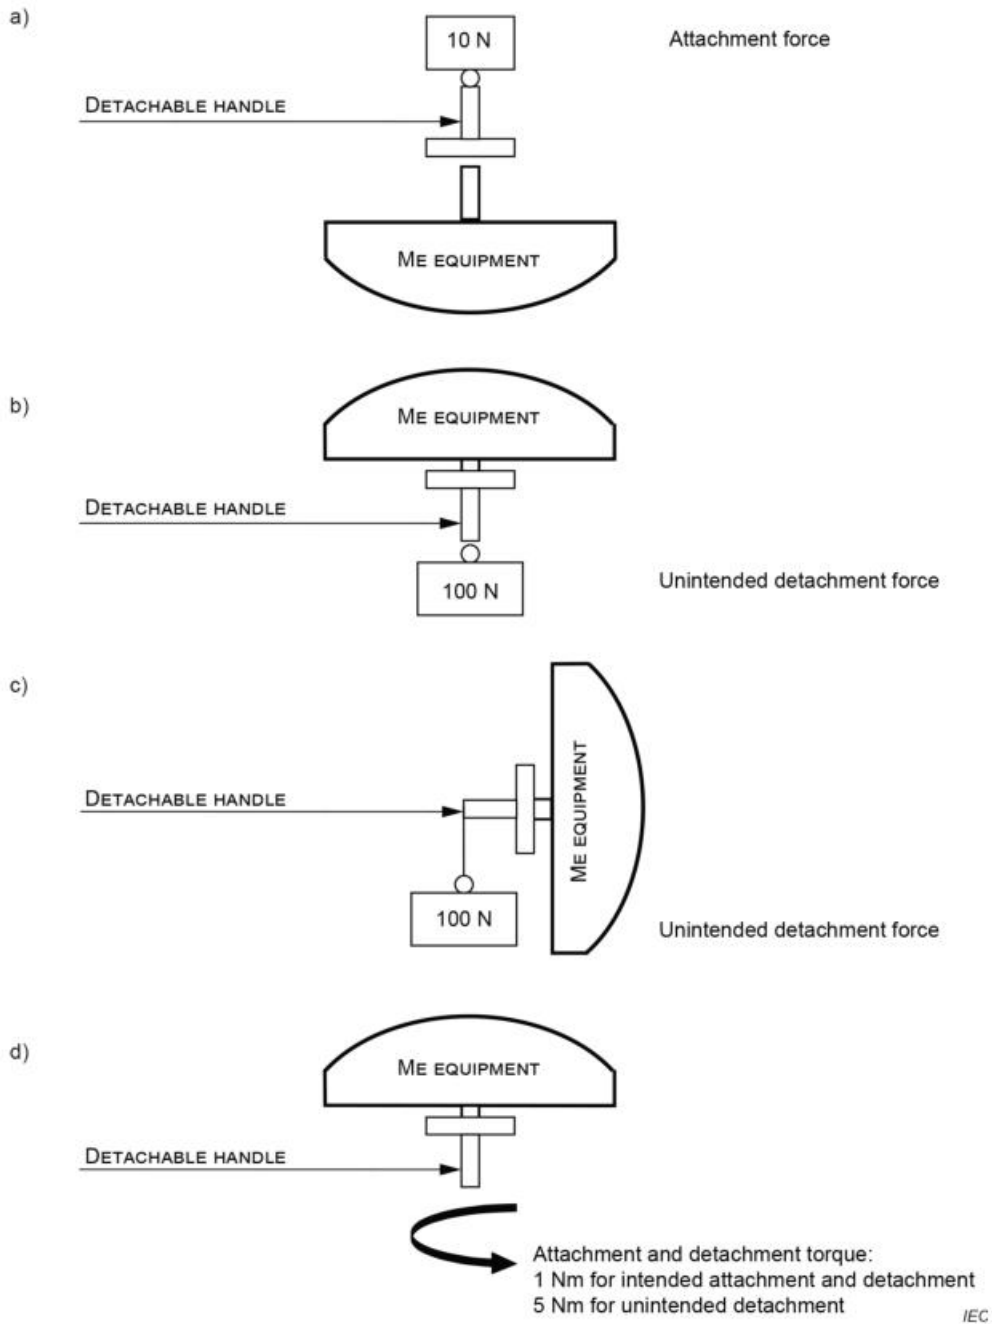 a)
10 N
Attachment force
DETACHABLE HANDLE
ME EQUIPMENT
b)
ME EQUIPMENT
DETACHABLE HANDLE
100 N
Unintended detachment force
c)
DETACHABLE HANDLE
ME EQUIPMENT
100 N
Unintended detachment force
d)
ME EQUIPMENT
DETACHABLE HANDLE
Attachment and detachment torque:
1 Nm for intended attachment and detachment
5 Nm for unintended detachment
IEC